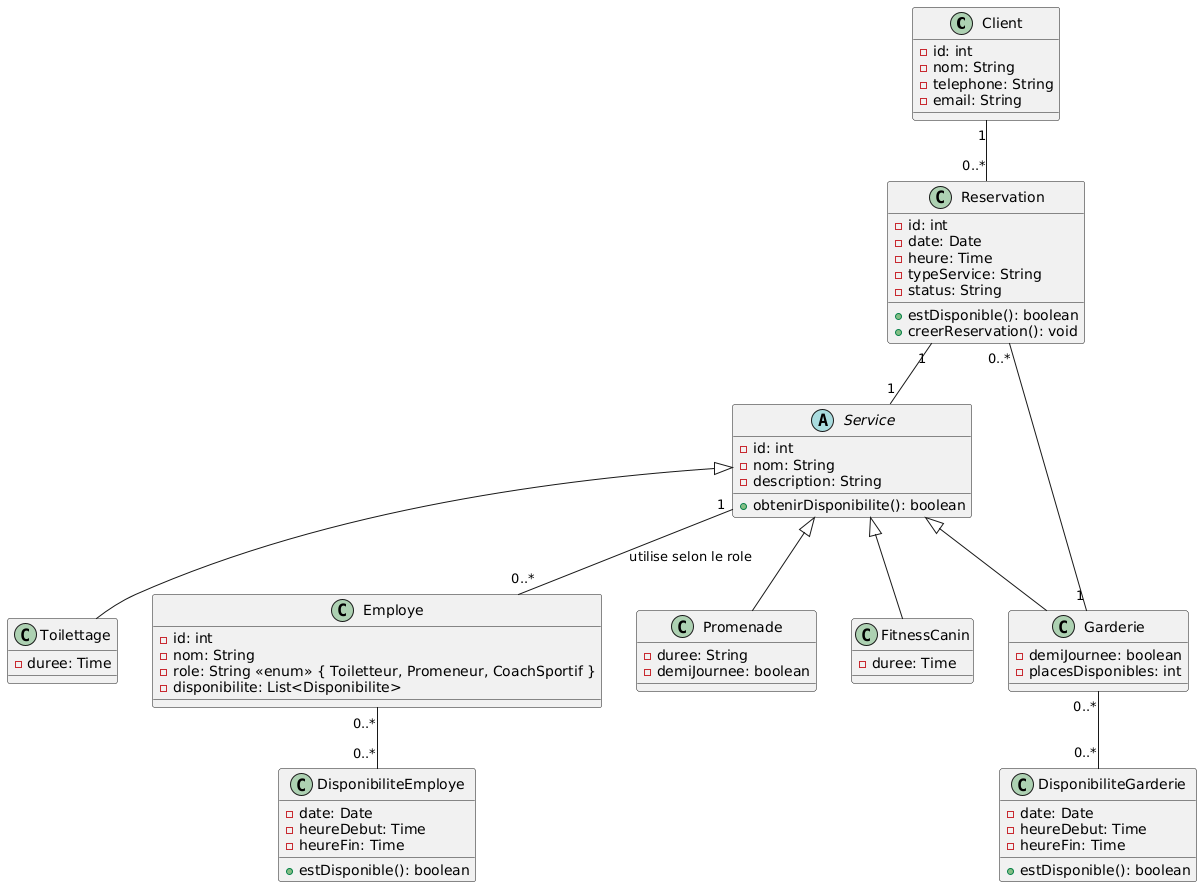 C Client
id: int
nom: String
telephone: String
email: String
1
0..*
C Reservation
id: int
date: Date
heure: Time
typeService: String
status: String
estDisponible(): boolean
creerReservation(): void
1
0..*
1
A Service
id: int
nom: String
description: String
obtenirDisponibilite(): boolean
1
utilise selon le role
0..*
1
C Toilettage
duree: Time
C Employe
id: int
nom: String
role: String «enum» { Toiletteur, Promeneur, CoachSportif }
disponibilite: List<Disponibilite>
C Promenade
duree: String
demiJournee: boolean
C FitnessCanin
duree: Time
C Garderie
demiJournee: boolean
placesDisponibles: int
0..*
0..*
0..*
0..*
C DisponibiliteEmploye
date: Date
heureDebut: Time
heureFin: Time
estDisponible(): boolean
C DisponibiliteGarderie
date: Date
heureDebut: Time
heureFin: Time
estDisponible(): boolean